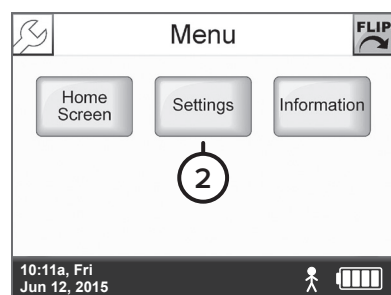 Menu
FLIP
Home
Screen
Settings
Information
2
10:11a, Fri
Jun 12, 2015